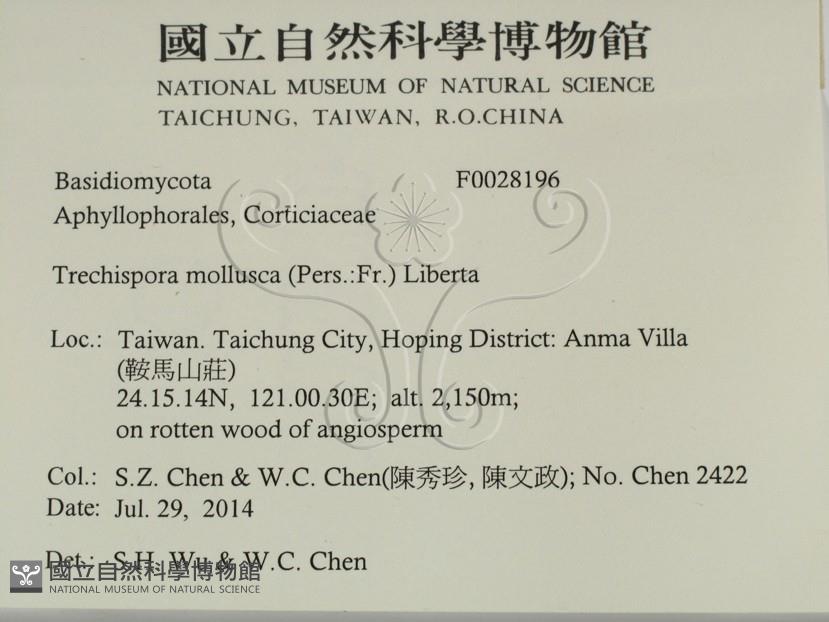 國立自然科學博物館
NATIONAL MUSEUM OF NATURAL SCIENCE
TAICHUNG, TAIWAN, R.O.CHINA
Basidiomycota F0028196
Aphyllophorales, Corticiaceae
Trechispora mollusca (Pers.:Fr.) Liberta
Loc.: Taiwan. Taichung City, Hoping District: Anma Villa
(鞍馬山莊)
24.15.14N, 121.00.30E; alt. 2,150m;
on rotten wood of angiosperm
Col.: S.Z. Chen & W.C. Chen(陳秀珍, 陳文政); No. Chen 2422
Date: Jul. 29, 2014
Det.: S.H. Wu & W.C. Chen
國立自然科學博物館
NATIONAL MUSEUM OF NATURAL SCIENCE